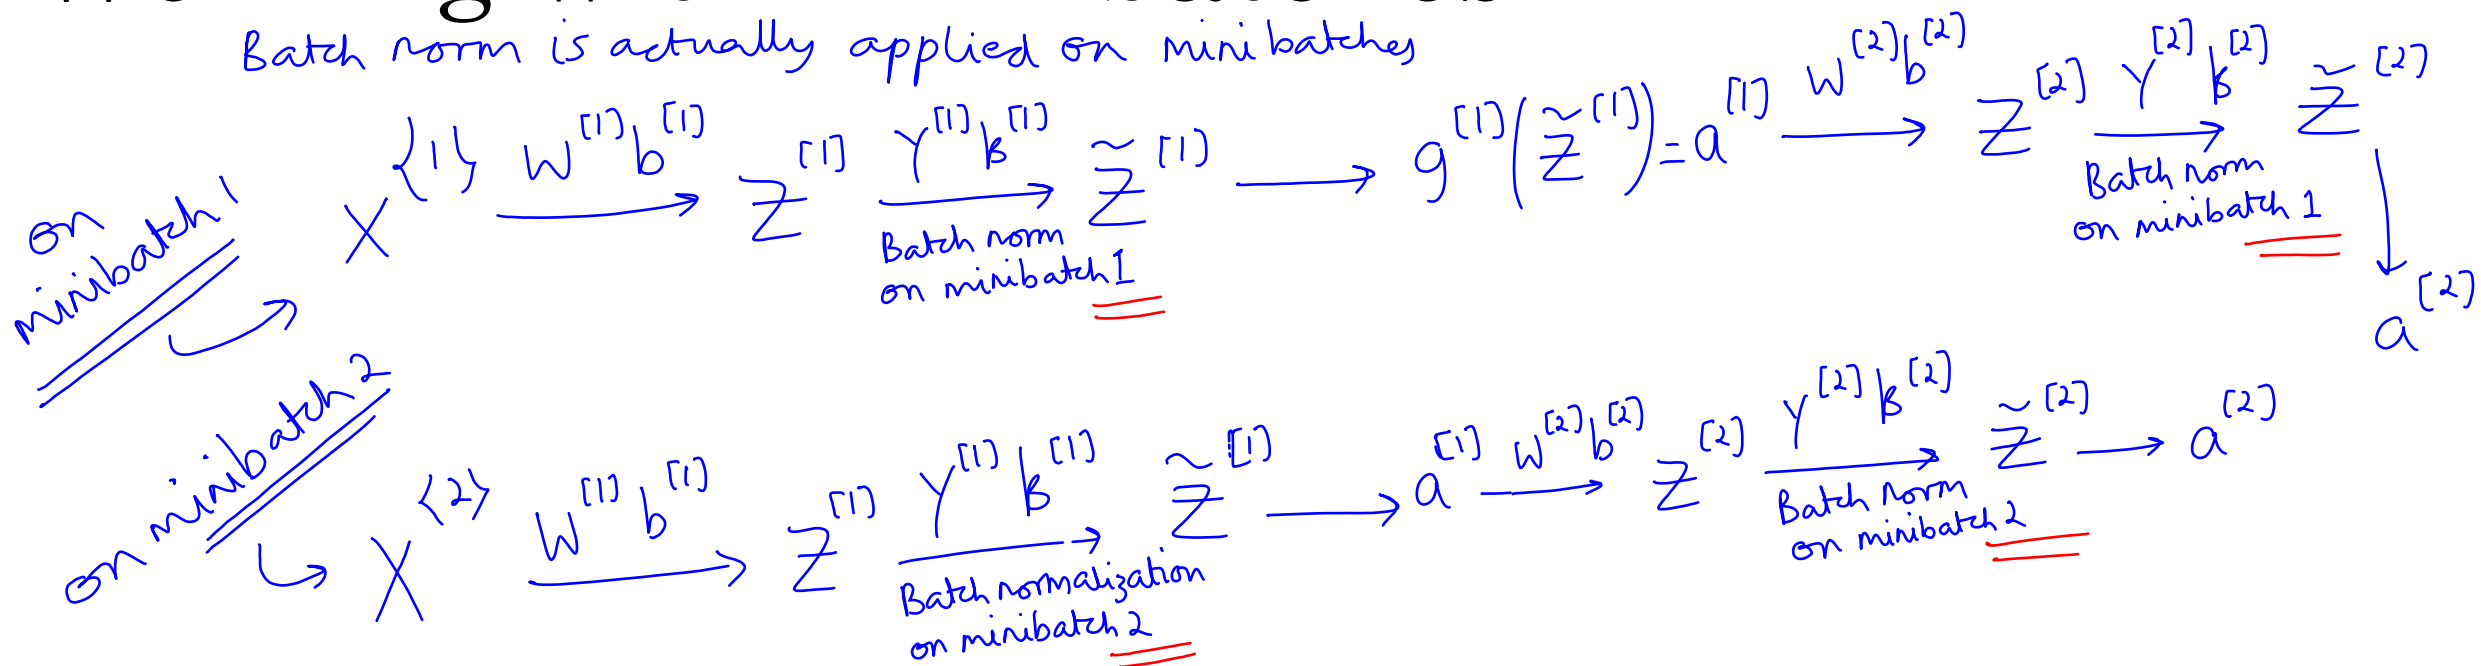 Batch norm is actually applied on minibatches
on minibatch 1
X^{1} W^[1] b^[1] → Z^[1] γ^[1] β^[1] → Z̃^[1] → g^[1](Z̃^[1]) = a^[1] W^[2] b^[2] → Z^[2] γ^[2] β^[2] → Z̃^[2]
Batch norm
on minibatch 1
Batch norm
on minibatch 1
a^[2]
on minibatch 2
X^{2} W^[1] b^[1] → Z^[1] γ^[1] β^[1] → Z̃^[1] → a^[1] W^[2] b^[2] → Z^[2] γ^[2] β^[2] → Z̃^[2] → a^[2]
Batch normalization
on minibatch 2
Batch norm
on minibatch 2